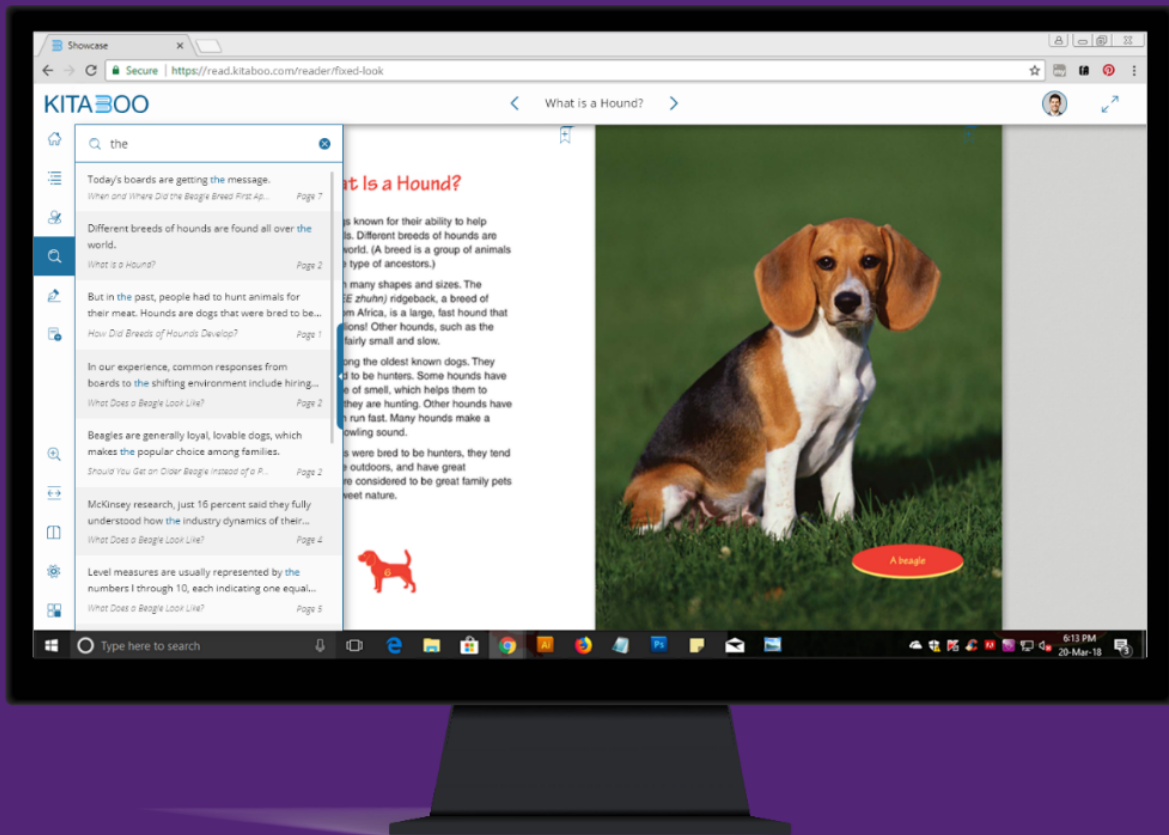 Showcase
Secure | https://read.kitaboo.com/reader/fixed-look
KITABOO
What is a Hound?
the
Today's boards are getting the message.
When and Where Did the Beagle Breed First Ap... Page 7
Different breeds of hounds are found all over the
world.
What is a Hound? Page 2
But in the past, people had to hunt animals for
their meat. Hounds are dogs that were bred to be...
How Did Breeds of Hounds Develop? Page 1
In our experience, common responses from
boards to the shifting environment include hiring...
What Does a Beagle Look Like? Page 2
Beagles are generally loyal, lovable dogs, which
makes the popular choice among families.
Should You Get an Older Beagle Instead of a P... Page 2
McKinsey research, just 16 percent said they fully
understood how the industry dynamics of their...
What Does a Beagle Look Like? Page 4
Level measures are usually represented by the
numbers I through 10, each indicating one equal...
What Does a Beagle Look Like? Page 5
at Is a Hound?
gs known for their ability to help
ls. Different breeds of hounds are
world. (A breed is a group of animals
e type of ancestors.)
n many shapes and sizes. The
EE zhuhn) ridgeback, a breed of
om Africa, is a large, fast hound that
lions! Other hounds, such as the
fairly small and slow.
ong the oldest known dogs. They
d to be hunters. Some hounds have
e of smell, which helps them to
they are hunting. Other hounds have
n run fast. Many hounds make a
owling sound.
s were bred to be hunters, they tend
e outdoors, and have great
re considered to be great family pets
weet nature.
6
A beagle
Type here to search
Ai
Ps
6:13 PM
20-Mar-18
3